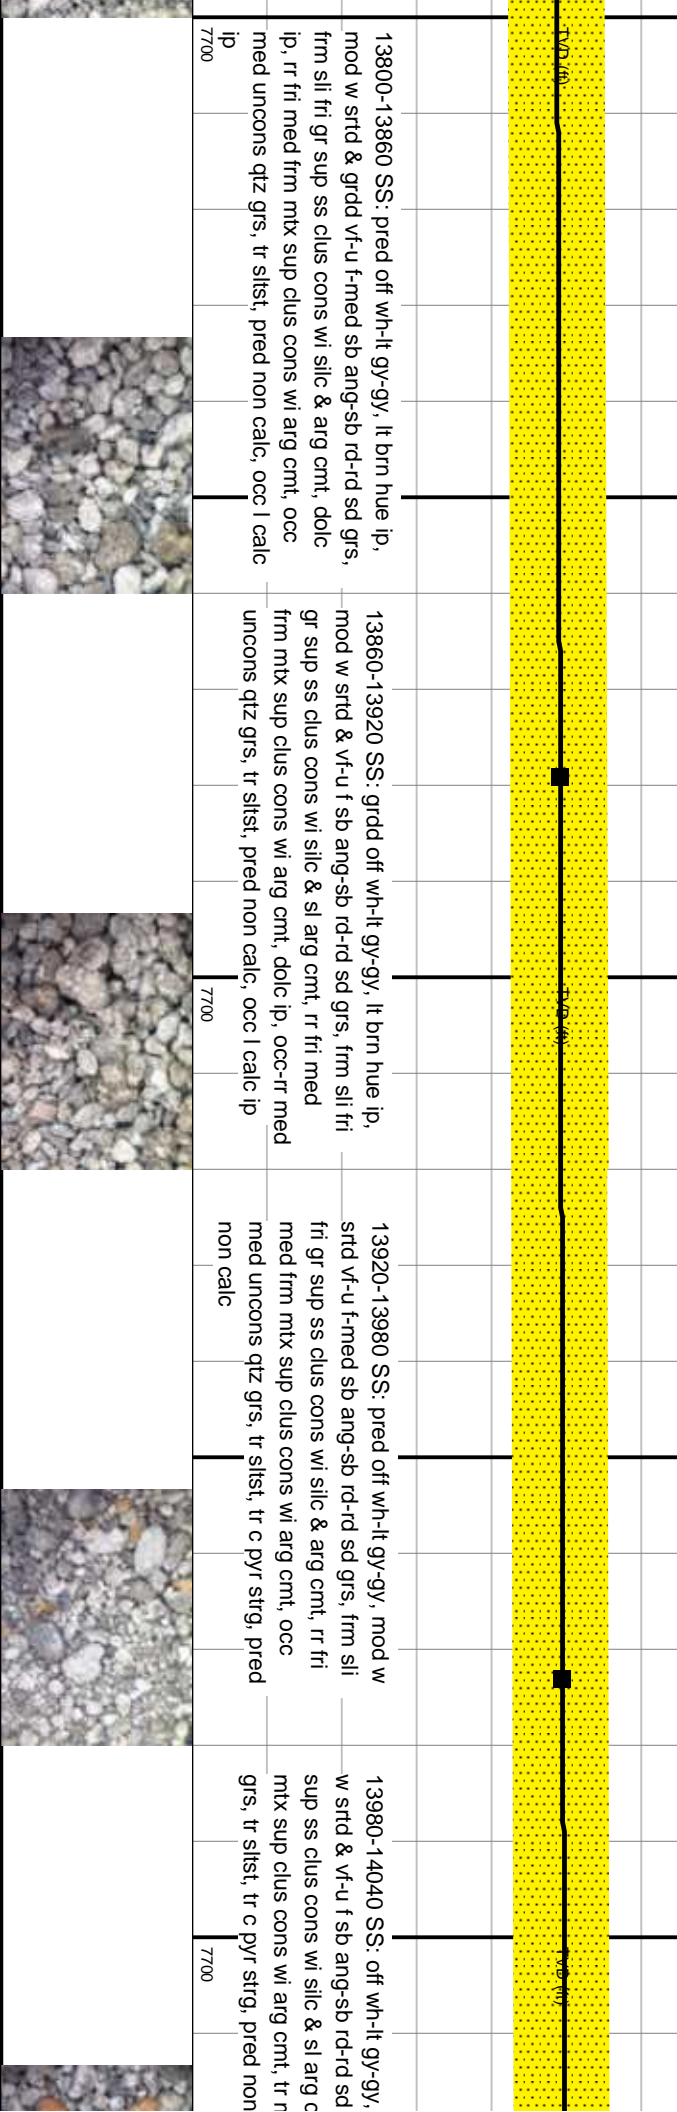 TVD (ft)
7700
13800-13860 SS: pred off wh-lt gy-gy, lt brn hue ip,
mod w srtd & grdd vf-u f-med sb ang-sb rd-rd sd grs,
frm sli fri gr sup ss clus cons wi silc & arg cmt, dolc
ip, rr fri med frm mtx sup clus cons wi arg cmt, occ
med uncons qtz grs, tr sltst, pred non calc, occ l calc
ip
13860-13920 SS: grdd off wh-lt gy-gy, lt brn hue ip,
mod w srtd & vf-u f sb ang-sb rd-rd sd grs, frm sli fri
gr sup ss clus cons wi silc & sl arg cmt, rr fri med
frm mtx sup clus cons wi arg cmt, dolc ip, occ-rr med
uncons qtz grs, tr sltst, pred non calc, occ l calc ip
TVD (ft)
7700
13920-13980 SS: pred off wh-lt gy-gy, mod w
srtd vf-u f-med sb ang-sb rd-rd sd grs, frm sli
fri gr sup ss clus cons wi silc & arg cmt, rr fri
med frm mtx sup clus cons wi arg cmt, occ
med uncons qtz grs, tr sltst, tr c pyr strg, pred
non calc
13980-14040 SS: off wh-lt gy-gy,
w srtd & vf-u f sb ang-sb rd-rd sd
sup ss clus cons wi silc & sl arg c
mtx sup clus cons wi arg cmt, tr
grs, tr sltst, tr c pyr strg, pred non
TVD (ft)
7700